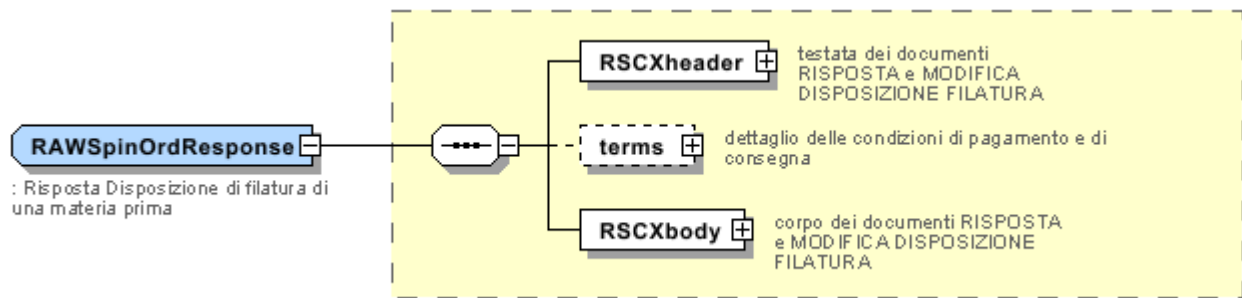 RSCXheader
testata dei documenti
RISPOSTA e MODIFICA
DISPOSIZIONE FILATURA
RAWSpinOrdResponse
: Risposta Disposizione di filatura di
una materia prima
terms
dettaglio delle condizioni di pagamento e di
consegna
RSCXbody
corpo dei documenti RISPOSTA
e MODIFICA DISPOSIZIONE
FILATURA